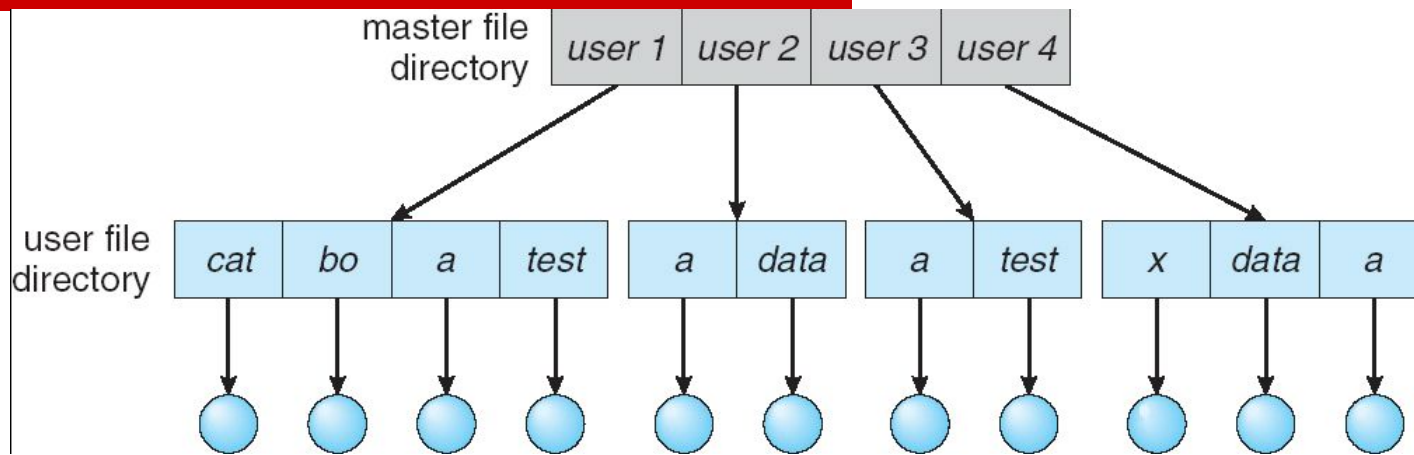 master file
directory
user 1 user 2 user 3 user 4
user file
directory
cat bo a test a data a test x data a